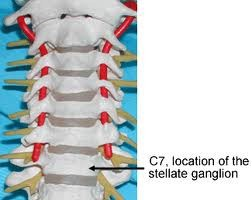 C7, location of the
stellate ganglion